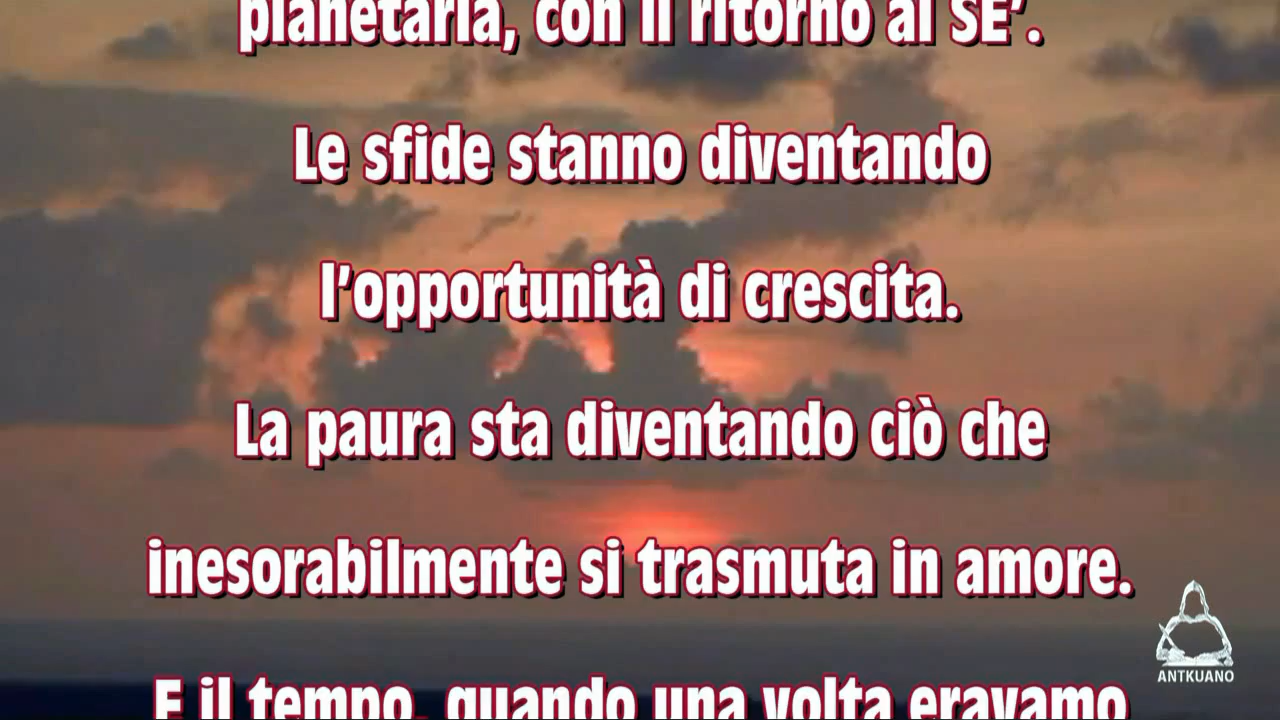 planetaria, con il ritorno al SE'.
Le sfide stanno diventando
l'opportunità di crescita.
La paura sta diventando ciò che
inesorabilmente si trasmuta in amore.
E il tempo, quando una volta eravamo
ANTKUANO